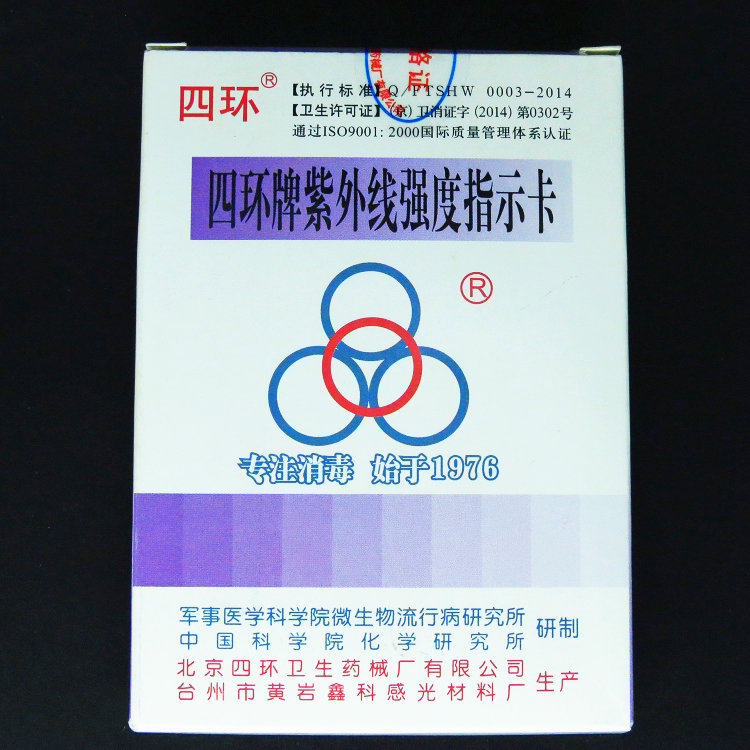 四环®
【执行标准】Q/PTSHW 0003-2014
【卫生许可证】(京)卫消证字(2014)第0302号
通过ISO9001: 2000国际质量管理体系认证
四环牌紫外线强度指示卡
®
专注消毒 始于1976
军事医学科学院微生物流行病研究所
中国科学院化学研究所
研制
北京四环卫生药械厂有限公司
台州市黄岩鑫科感光材料厂
生产